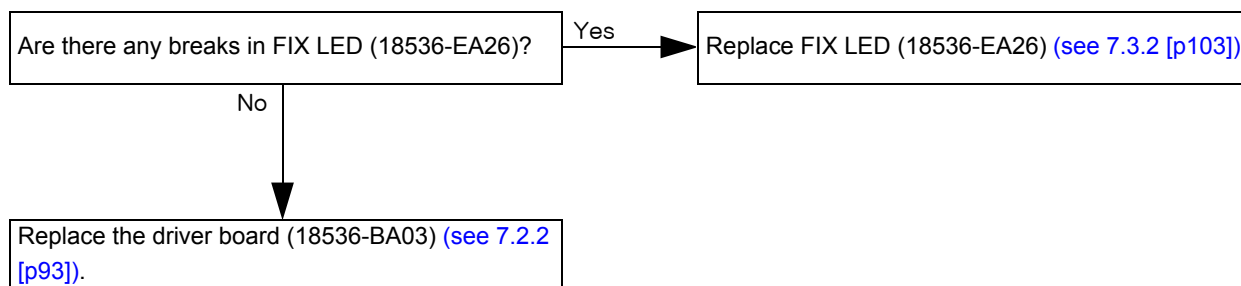 Are there any breaks in FIX LED (18536-EA26)?
Yes
Replace FIX LED (18536-EA26) (see 7.3.2 [p103])
No
Replace the driver board (18536-BA03) (see 7.2.2
[p93]).